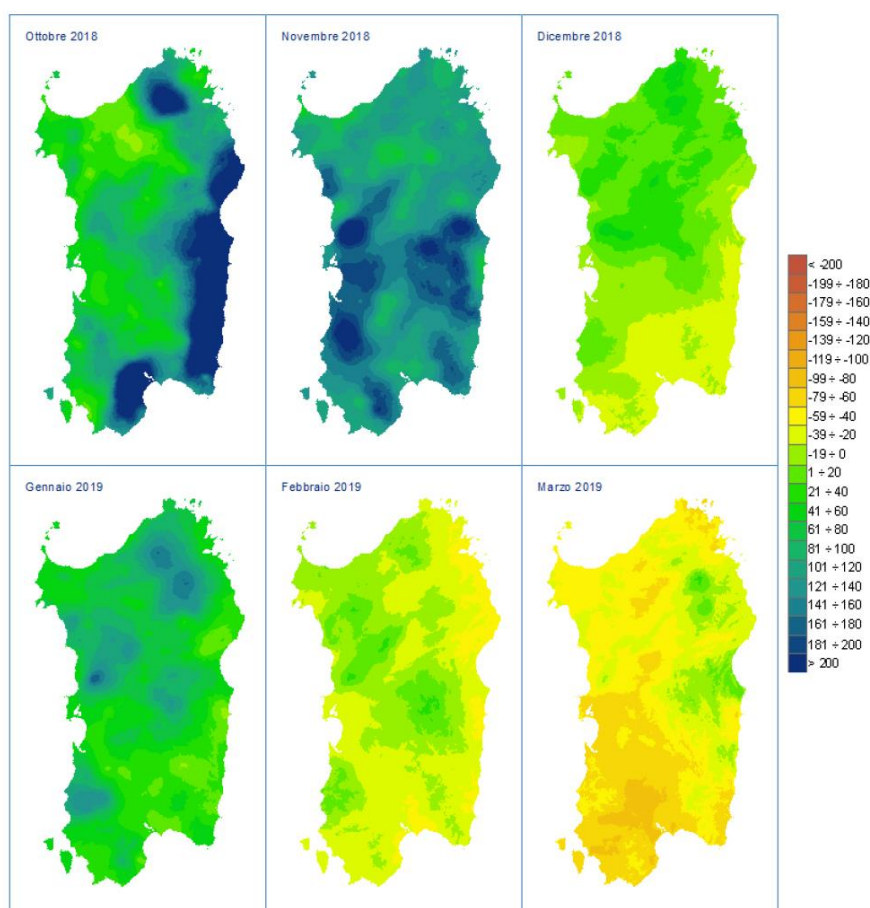 Ottobre 2018
Novembre 2018
Dicembre 2018
< -200
-199 ÷ -180
-179 ÷ -160
-159 ÷ -140
-139 ÷ -120
-119 ÷ -100
-99 ÷ -80
-79 ÷ -60
-59 ÷ -40
-39 ÷ -20
-19 ÷ 0
1 ÷ 20
21 ÷ 40
41 ÷ 60
61 ÷ 80
81 ÷ 100
101 ÷ 120
121 ÷ 140
141 ÷ 160
161 ÷ 180
181 ÷ 200
> 200
Gennaio 2019
Febbraio 2019
Marzo 2019